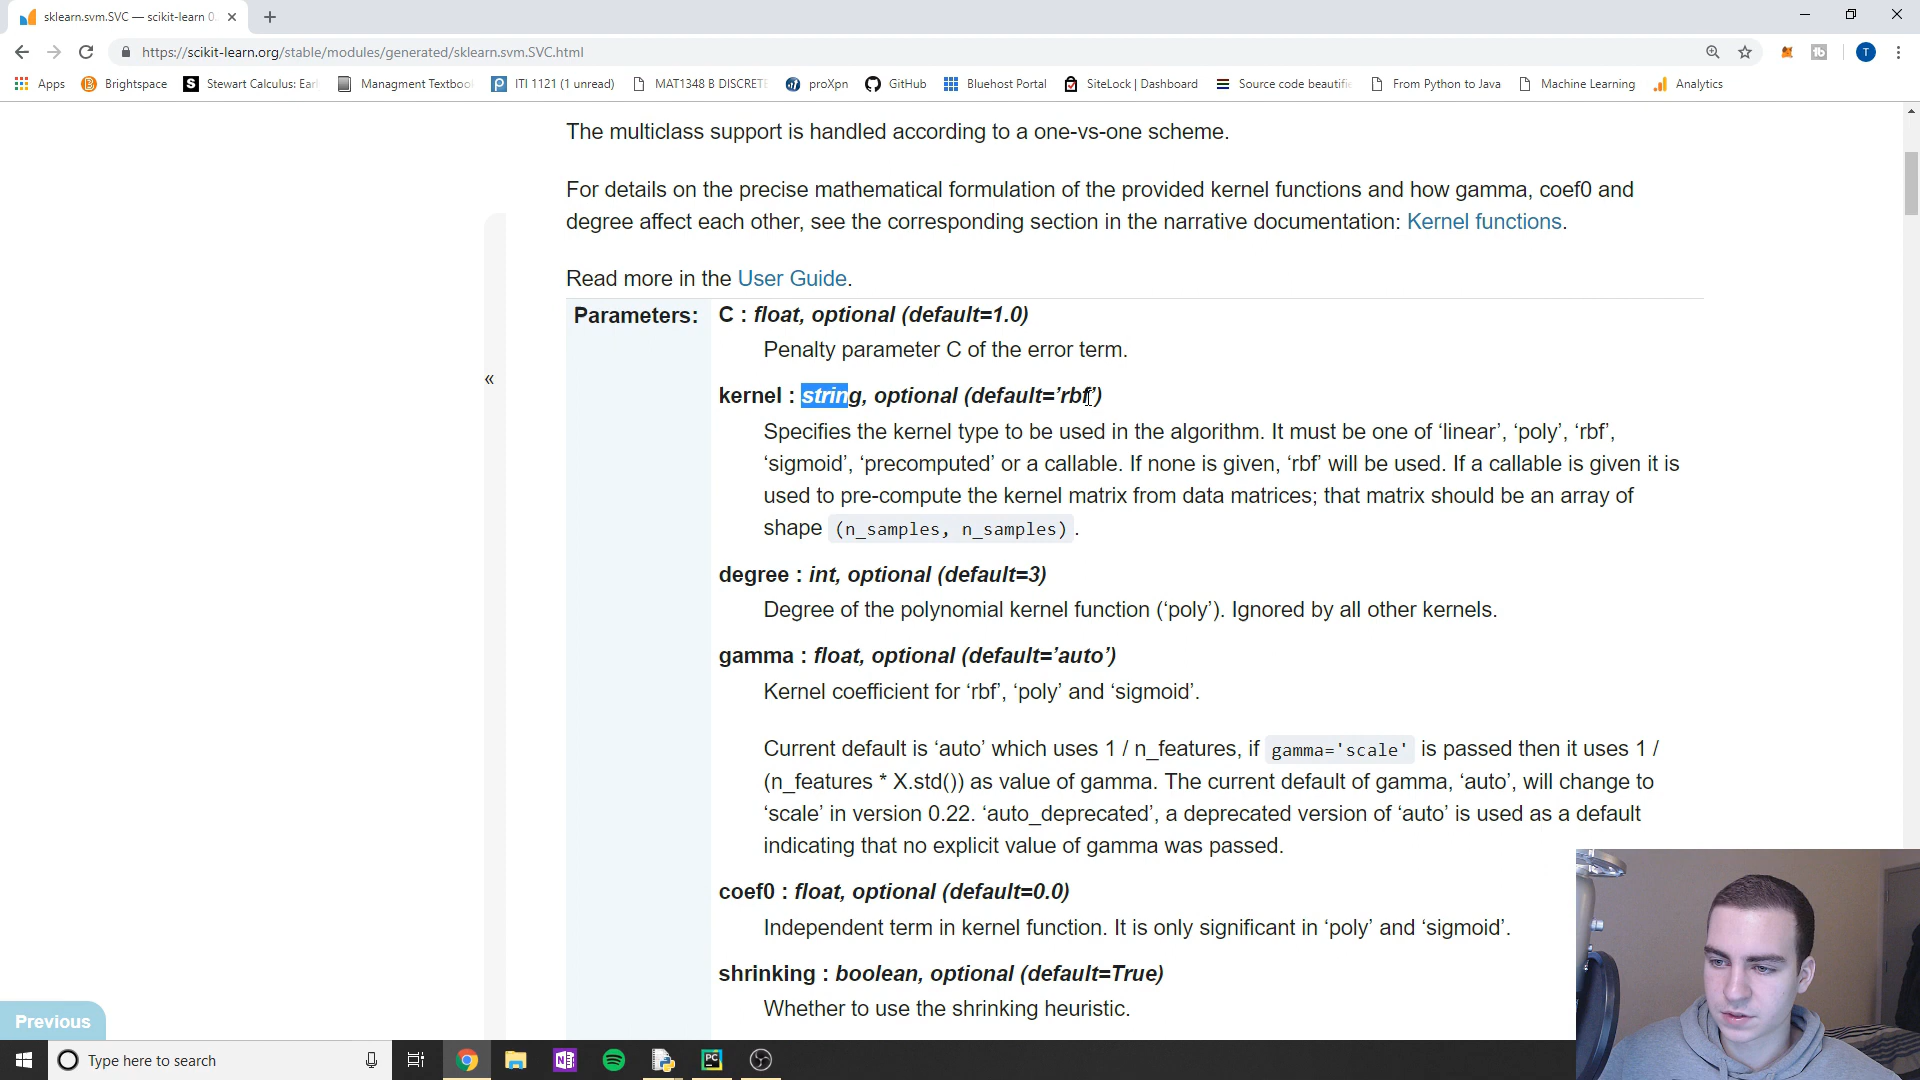 sklearn.svm.SVC — scikit-learn 0.
https://scikit-learn.org/stable/modules/generated/sklearn.svm.SVC.html
T
Apps Brightspace Stewart Calculus: Earl Managment Textbook ITI 1121 (1 unread) MAT1348 B DISCRETE proXpn GitHub Bluehost Portal SiteLock | Dashboard Source code beautifie From Python to Java Machine Learning Analytics
The multiclass support is handled according to a one-vs-one scheme.
For details on the precise mathematical formulation of the provided kernel functions and how gamma, coef0 and
degree affect each other, see the corresponding section in the narrative documentation: Kernel functions.
Read more in the User Guide.
Parameters: C : float, optional (default=1.0)
Penalty parameter C of the error term.
«
kernel : string, optional (default=’rbf’)
Specifies the kernel type to be used in the algorithm. It must be one of ‘linear’, ‘poly’, ‘rbf’,
‘sigmoid’, ‘precomputed’ or a callable. If none is given, ‘rbf’ will be used. If a callable is given it is
used to pre-compute the kernel matrix from data matrices; that matrix should be an array of
shape (n_samples, n_samples).
degree : int, optional (default=3)
Degree of the polynomial kernel function (‘poly’). Ignored by all other kernels.
gamma : float, optional (default=’auto’)
Kernel coefficient for ‘rbf’, ‘poly’ and ‘sigmoid’.
Current default is ‘auto’ which uses 1 / n_features, if gamma='scale' is passed then it uses 1 /
(n_features * X.std()) as value of gamma. The current default of gamma, ‘auto’, will change to
‘scale’ in version 0.22. ‘auto_deprecated’, a deprecated version of ‘auto’ is used as a default
indicating that no explicit value of gamma was passed.
coef0 : float, optional (default=0.0)
Independent term in kernel function. It is only significant in ‘poly’ and ‘sigmoid’.
shrinking : boolean, optional (default=True)
Whether to use the shrinking heuristic.
Previous
Type here to search